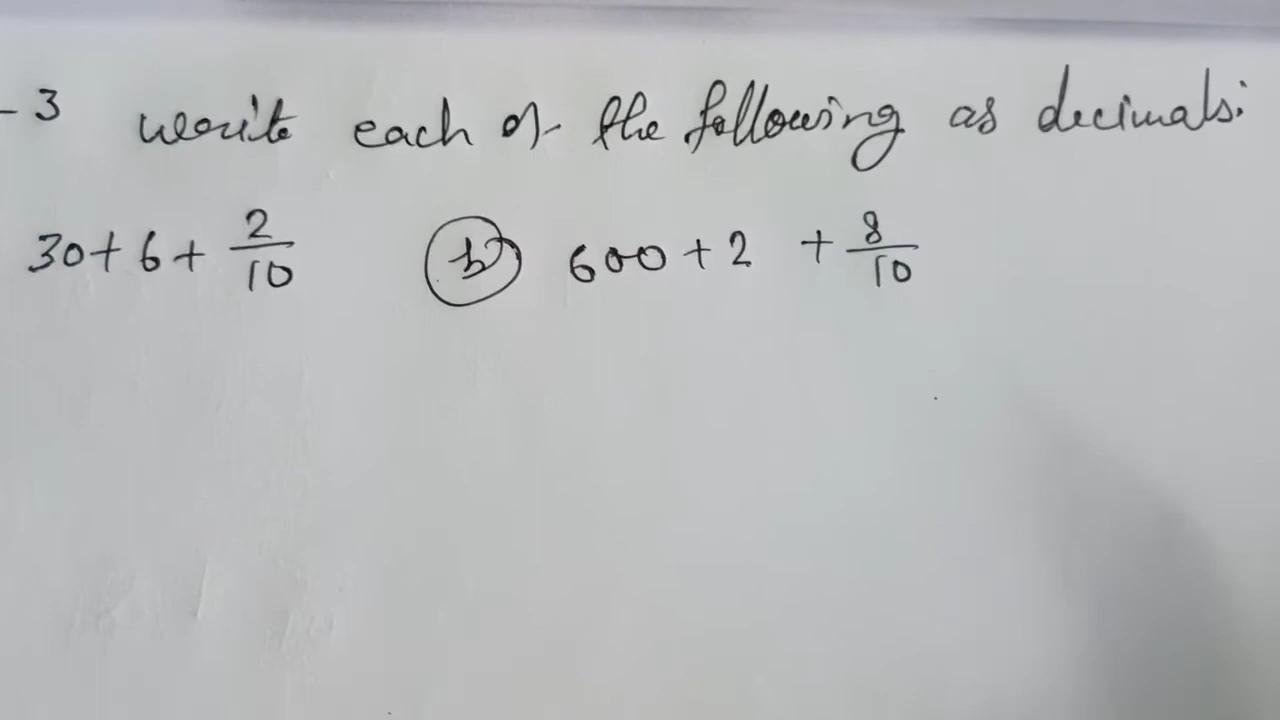 - 3 write each of the following as decimals:
30 + 6 + 2/10 (b) 600 + 2 + 8/10